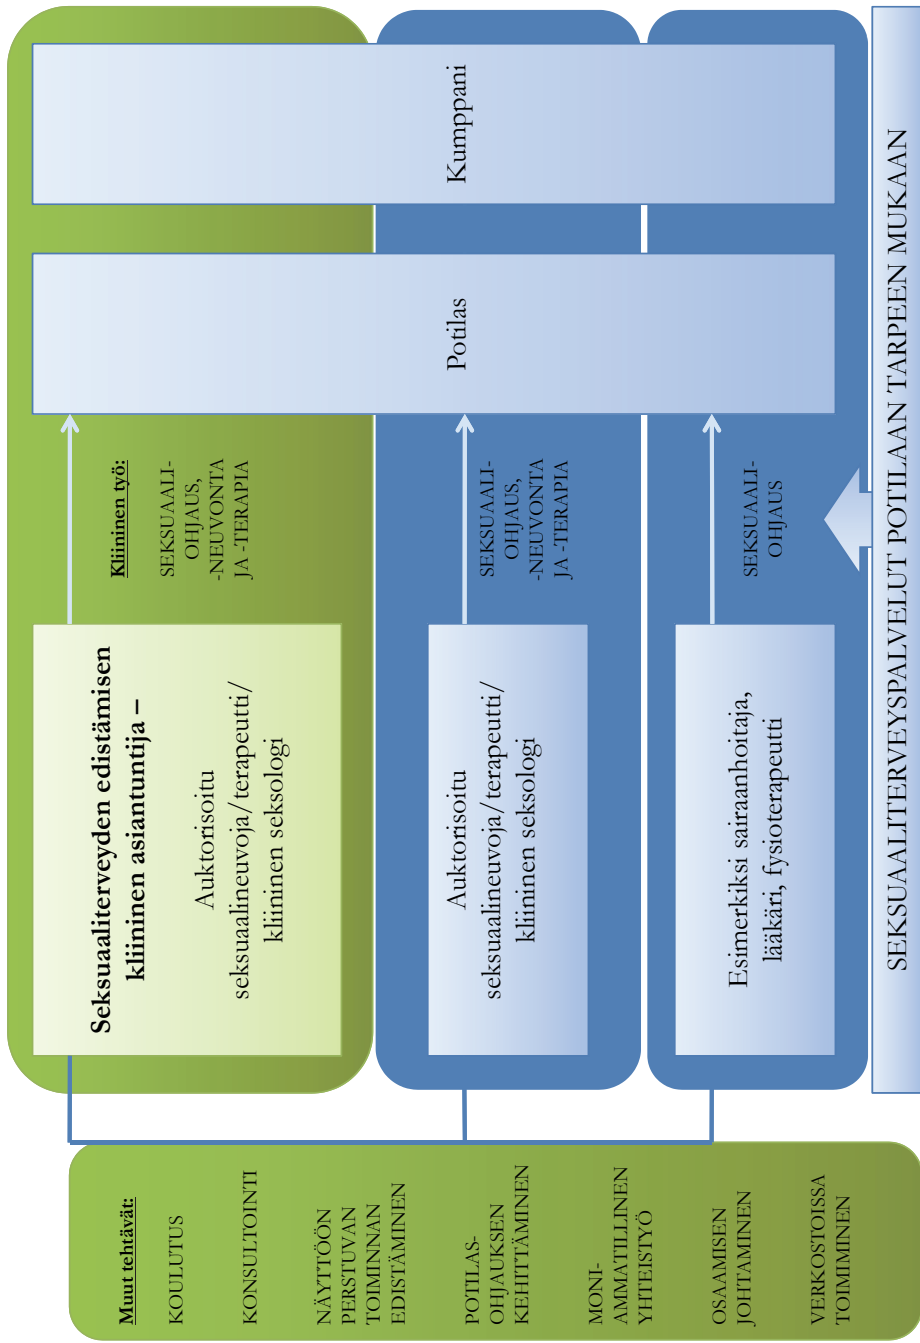 Muut tehtävät:
KOULUTUS
KONSULTOINTI
NÄYTTÖÖN
PERSTUVAN
TOIMINNAN
EDISTÄMINEN
POTILAS-
OHJAUKSEN
KEHITTÄMINEN
MONI-
AMMATILLINEN
YHTEISTYÖ
OSAAMISEN
JOHTAMINEN
VERKOSTOISSA
TOIMIMINEN
Seksuaaliterveyden edistämisen
kliininen asiantuntija –
Auktorisoitu
seksuaalineuvoja/terapeutti/
kliininen seksologi
Kliininen työ:
SEKSUAALI-
OHJAUS,
-NEUVONTA
JA -TERAPIA
Auktorisoitu
seksuaalineuvoja/terapeutti/
kliininen seksologi
SEKSUAALI-
OHJAUS,
-NEUVONTA
JA -TERAPIA
Esimerkiksi sairaanhoitaja,
lääkäri, fysioterapeutti
SEKSUAALI-
OHJAUS
Potilas
Kumppani
SEKSUAALITERVEYSPALVELUT POTILAAN TARPEEN MUKAAN